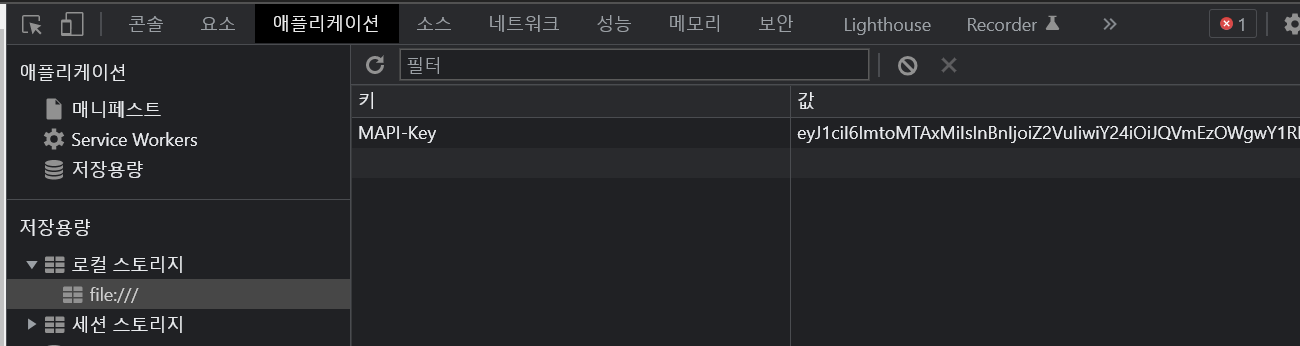 콘솔 요소 애플리케이션 소스 네트워크 성능 메모리 보안 Lighthouse Recorder 1
애플리케이션
매니페스트
Service Workers
저장용량
저장용량
로컬 스토리지
file:///
세션 스토리지
필터
키 값
MAPI-Key eyJ1ciI6ImtoMTAxMiIsInBnIjoiZ2VuIiwiY24iOiJQVmEzOWgwY1RI